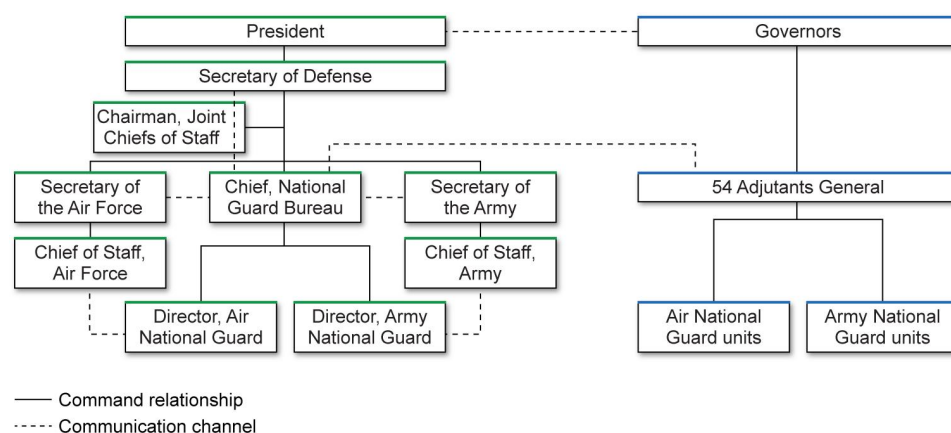 President
Governors
Secretary of Defense
Chairman, Joint
Chiefs of Staff
Secretary of
the Air Force
Chief, National
Guard Bureau
Secretary of
the Army
54 Adjutants General
Chief of Staff,
Air Force
Chief of Staff,
Army
Director, Air
National Guard
Director, Army
National Guard
Air National
Guard units
Army National
Guard units
Command relationship
Communication channel